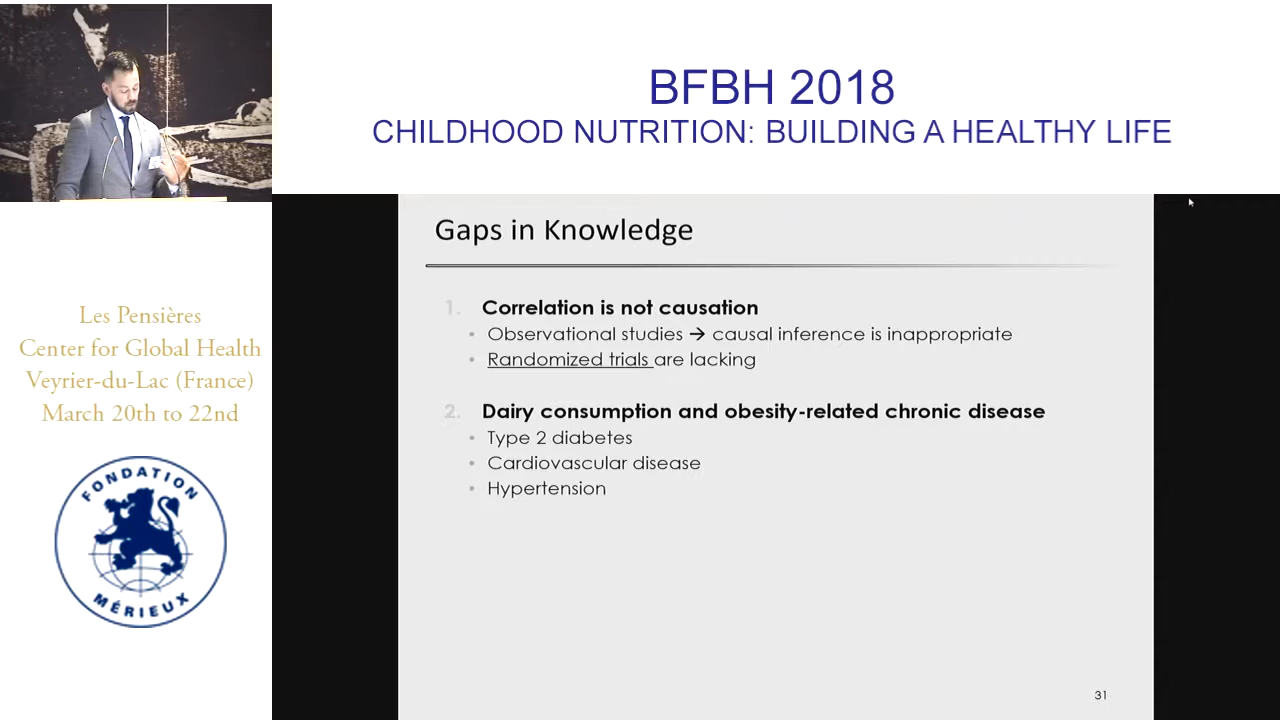 BFBH 2018
CHILDHOOD NUTRITION: BUILDING A HEALTHY LIFE
Les Pensières
Center for Global Health
Veyrier-du-Lac (France)
March 20th to 22nd
FONDATION
MÉRIEUX
Gaps in Knowledge
1. Correlation is not causation
• Observational studies → causal inference is inappropriate
• Randomized trials are lacking
2. Dairy consumption and obesity-related chronic disease
• Type 2 diabetes
• Cardiovascular disease
• Hypertension
31